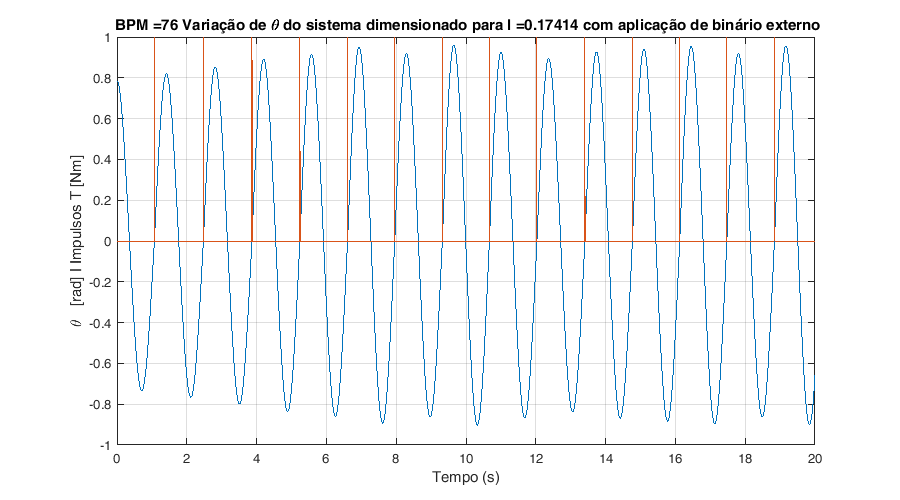 BPM =76 Variação de θ do sistema dimensionado para l =0.17414 com aplicação de binário externo
1
0.8
0.6
0.4
0.2
0
-0.2
-0.4
-0.6
-0.8
-1
θ [rad] I Impulsos T [Nm]
0 2 4 6 8 10 12 14 16 18 20
Tempo (s)